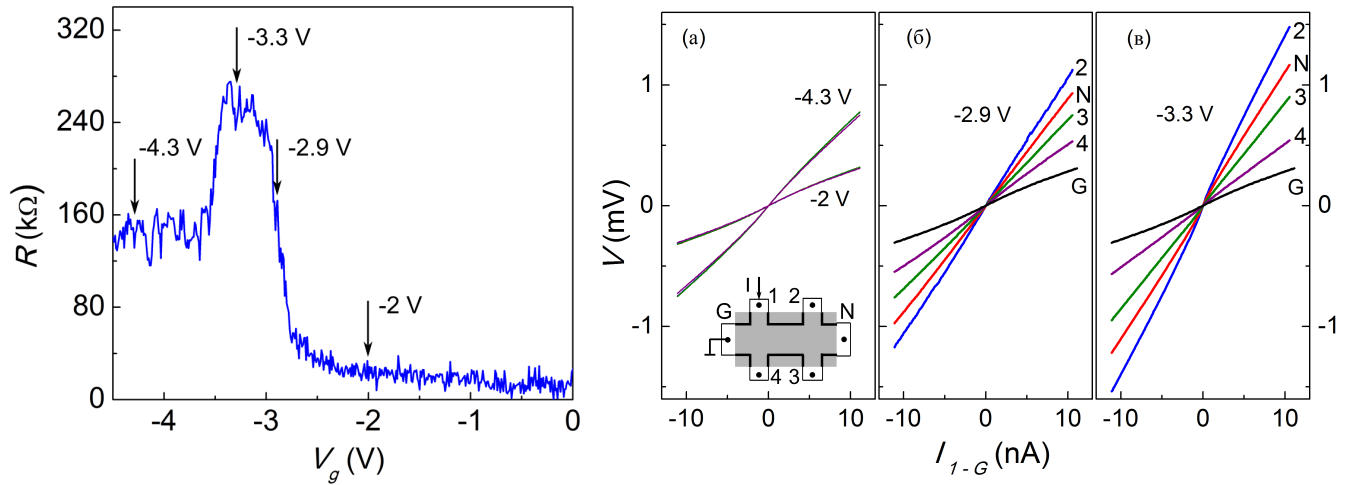 320
240
160
80
0
R (kΩ)
-4.3 V
-3.3 V
-2.9 V
-2 V
-4
-3
-2
-1
0
V_g (V)
1
0
-1
V (mV)
(а)
-4.3 V
-2 V
I
1
2
G
N
4
3
-10
0
10
(б)
-2.9 V
2
N
3
4
G
-10
0
10
(в)
-3.3 V
2
N
3
4
G
-10
0
10
1
0
-1
I_1-G (nA)